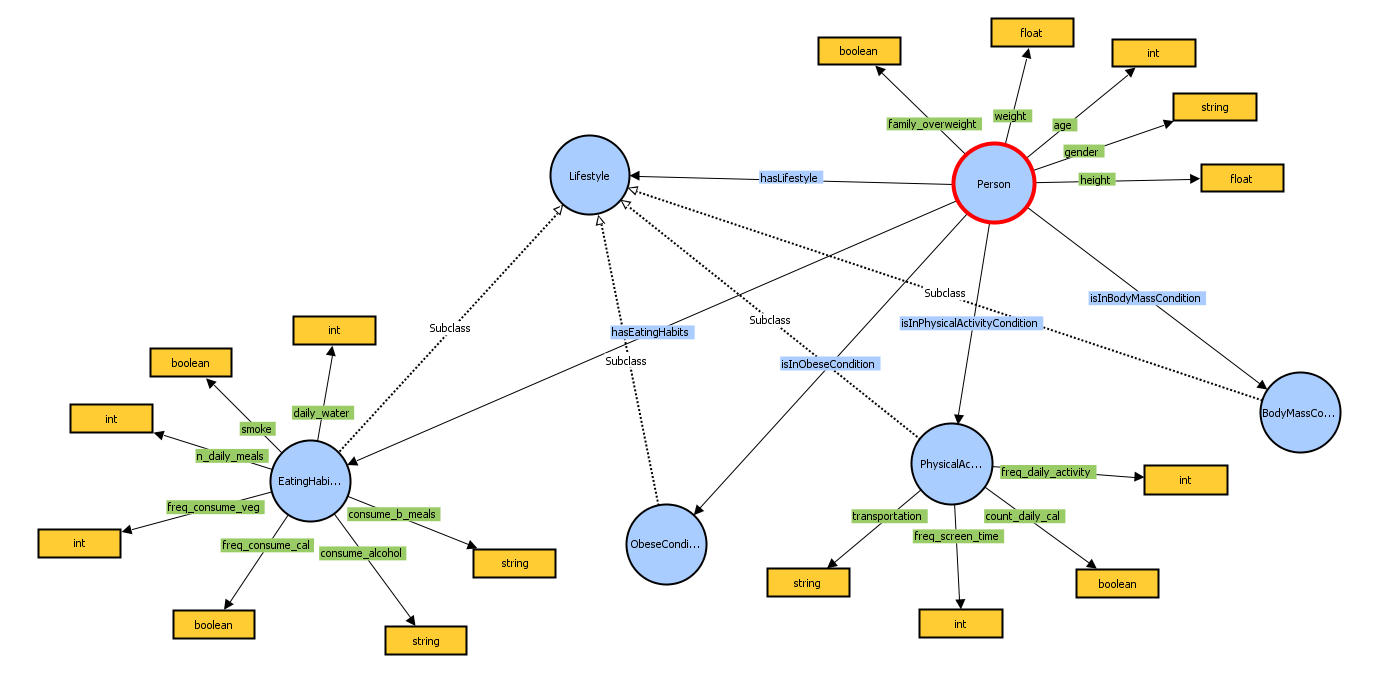 float
boolean
int
string
family_overweight
weight
age
gender
Lifestyle
hasLifestyle
Person
height
float
Subclass
isInBodyMassCondition
int
Subclass
hasEatingHabits
Subclass
isInPhysicalActivityCondition
boolean
Subclass
isInObeseCondition
int
daily_water
smoke
BodyMassCo...
n_daily_meals
EatingHabi...
PhysicalAc...
freq_daily_activity
int
freq_consume_veg
consume_b_meals
transportation
count_daily_cal
int
freq_consume_cal
consume_alcohol
ObeseCondi...
freq_screen_time
string
string
boolean
boolean
string
int